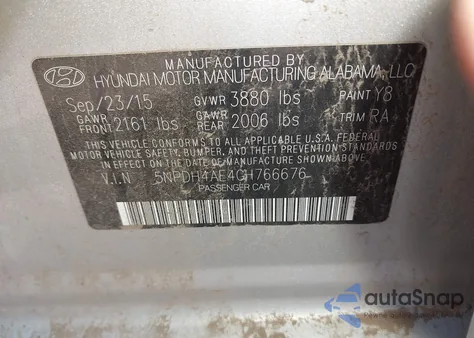 MANUFACTURED BY
HYUNDAI MOTOR MANUFACTURING ALABAMA, LLC
Sep/23/15 GVWR 3880 lbs PAINT Y8
GAWR FRONT 2161 lbs GAWR REAR 2006 lbs TRIM RA
THIS VEHICLE CONFORMS TO ALL APPLICABLE U.S.A. FEDERAL
MOTOR VEHICLE SAFETY, BUMPER, AND THEFT PREVENTION STANDARDS
IN EFFECT ON THE DATE OF MANUFACTURE SHOWN ABOVE.
V.I.N 5NPDH4AE4GH766676
PASSENGER CAR
autoSnap